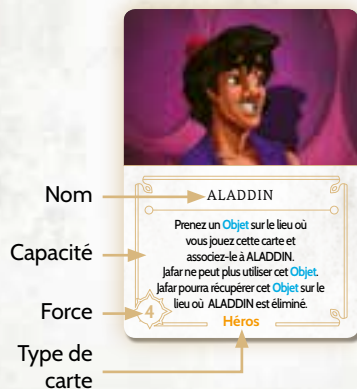 Nom
ALADDIN
Capacité
Prenez un Objet sur le lieu où
vous jouez cette carte et
associez-le à ALADDIN.
Jafar ne peut plus utiliser cet Objet.
Jafar pourra récupérer cet Objet sur le
lieu où ALADDIN est éliminé.
Force
4
Type de
carte
Héros